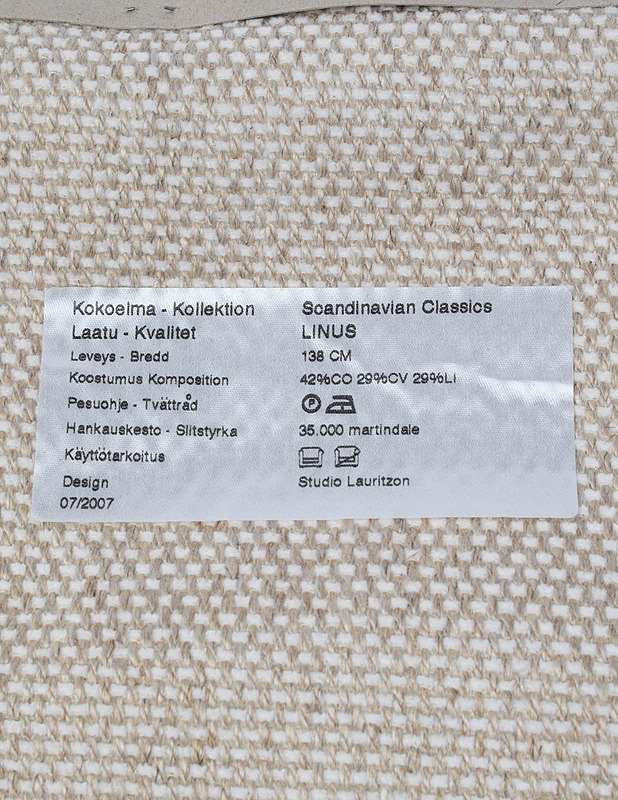 Kokoelma - Kollektion Scandinavian Classics
Laatu - Kvalitet LINUS
Leveys - Bredd 138 CM
Koostumus Komposition 42%CO 29%CV 29%LI
Pesuohje - Tvättråd P
Hankauskesto - Slitstyrka 35.000 martindale
Käyttötarkoitus
Design Studio Lauritzon
07/2007